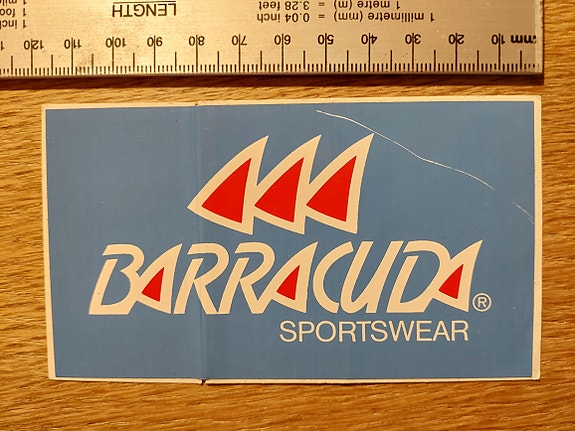 1 millimetre (mm) =
0.04 inch
1 metre (m) =
3.28 feet
LENGTH
mm 10 20 30 40 50 60 70 80 90 100 110 120
BARRACUDA®
SPORTSWEAR